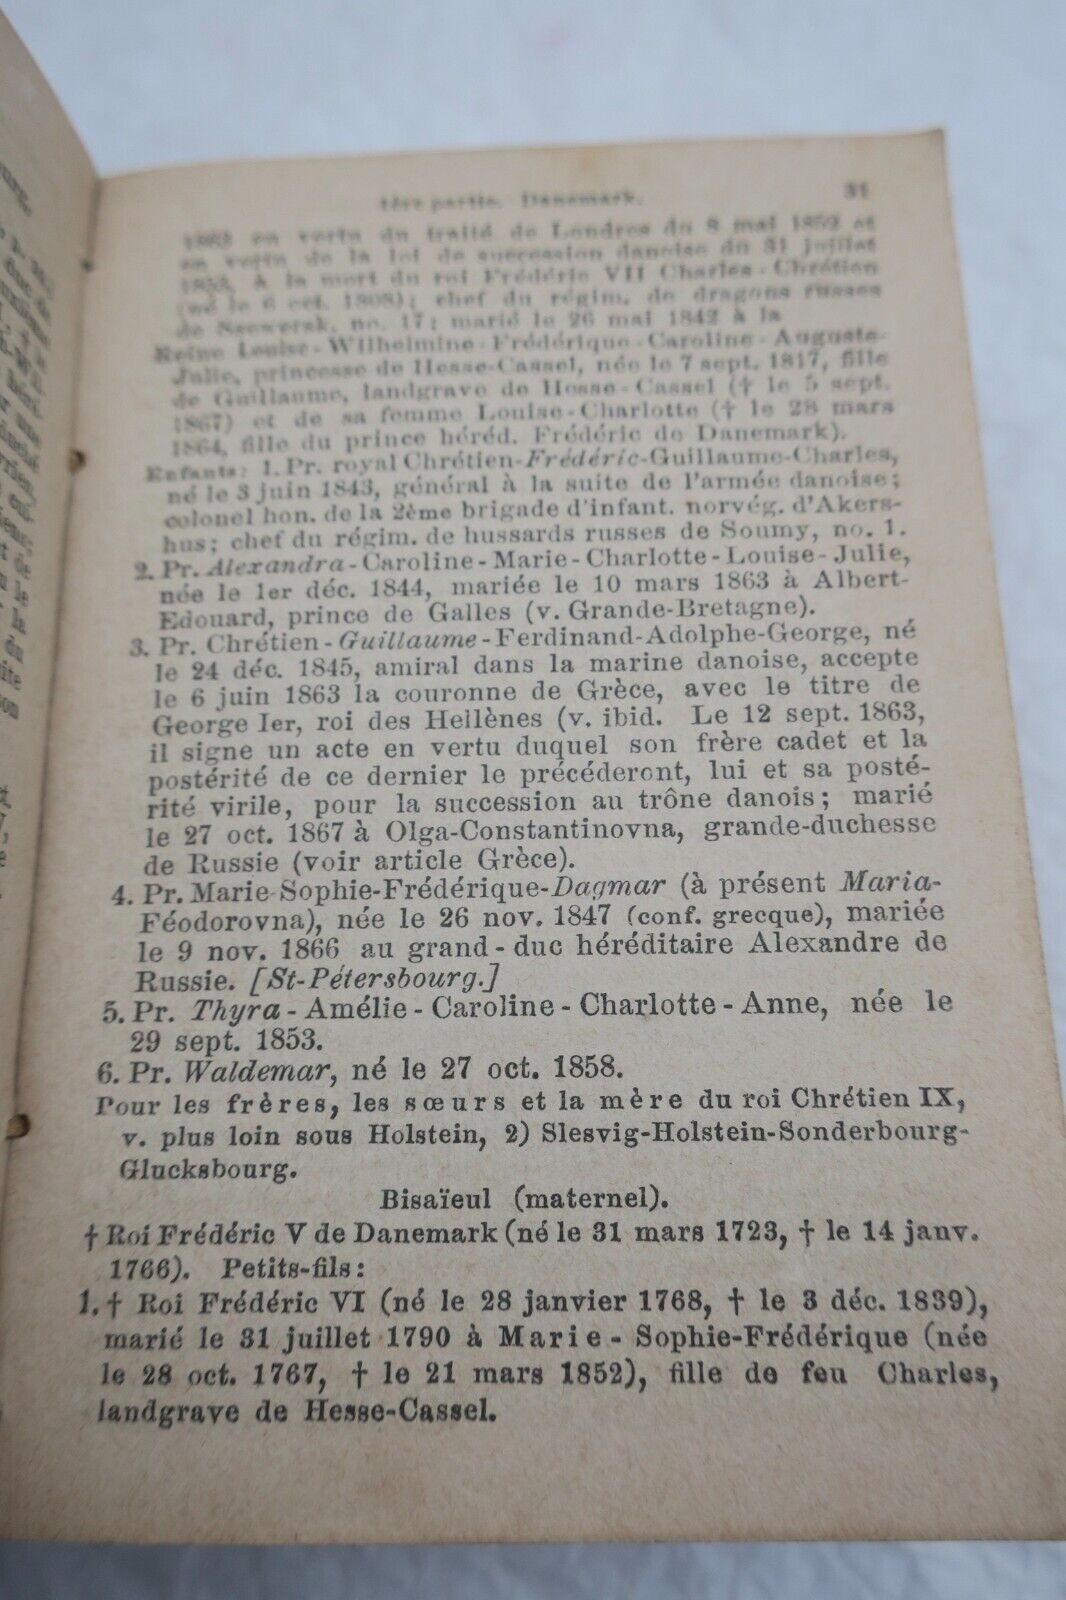 1ère partie. Danemark. 31
1863 en vertu du traité de Londres du 8 mai 1852 et
en vertu de la loi de succession danoise du 31 juillet
1853, à la mort du roi Frédéric VII Charles-Chrétien
(né le 6 oct. 1808); chef du régim. de dragons russes
de no. 17; marié le 26 mai 1842 à la
Reine Louise-Wilhelmine-Frédérique-Caroline-Auguste-
Julie, princesse de Hesse-Cassel, née le 7 sept. 1817, fille
de Guillaume, landgrave de Hesse-Cassel († le 5 sept.
1867) et de sa femme Louise-Charlotte († le 28 mars
1864, fille du prince héréd. Frédéric de Danemark).
Enfants: 1. Pr. royal Chrétien-Frédéric-Guillaume-Charles,
né le 3 juin 1843, général à la suite de l'armée danoise;
colonel hon. de la 2ème brigade d'infant. norvég. d'Akers-
hus; chef du régim. de hussards russes de Soumy, no. 1.
2. Pr. Alexandra-Caroline-Marie-Charlotte-Louise-Julie,
née le 1er déc. 1844, mariée le 10 mars 1863 à Albert-
Edouard, prince de Galles (v. Grande-Bretagne).
3. Pr. Chrétien-Guillaume-Ferdinand-Adolphe-George, né
le 24 déc. 1845, amiral dans la marine danoise, accepte
le 6 juin 1863 la couronne de Grèce, avec le titre de
George Ier, roi des Hellènes (v. ibid. Le 12 sept. 1863,
il signe un acte en vertu duquel son frère cadet et la
postérité de ce dernier le précéderont, lui et sa posté-
rité virile, pour la succession au trône danois; marié
le 27 oct. 1867 à Olga-Constantinovna, grande-duchesse
de Russie (voir article Grèce).
4. Pr. Marie-Sophie-Frédérique-Dagmar (à présent Maria-
Féodorovna), née le 26 nov. 1847 (conf. grecque), mariée
le 9 nov. 1866 au grand-duc héréditaire Alexandre de
Russie. [St-Pétersbourg.]
5. Pr. Thyra-Amélie-Caroline-Charlotte-Anne, née le
29 sept. 1853.
6. Pr. Waldemar, né le 27 oct. 1858.
Pour les frères, les sœurs et la mère du roi Chrétien IX,
v. plus loin sous Holstein, 2) Slesvig-Holstein-Sonderbourg-
Glucksbourg.
Bisaïeul (maternel).
† Roi Frédéric V de Danemark (né le 31 mars 1723, † le 14 janv.
1766). Petits-fils:
1. † Roi Frédéric VI (né le 28 janvier 1768, † le 3 déc. 1839),
marié le 31 juillet 1790 à Marie-Sophie-Frédérique (née
le 28 oct. 1767, † le 21 mars 1852), fille de feu Charles,
landgrave de Hesse-Cassel.